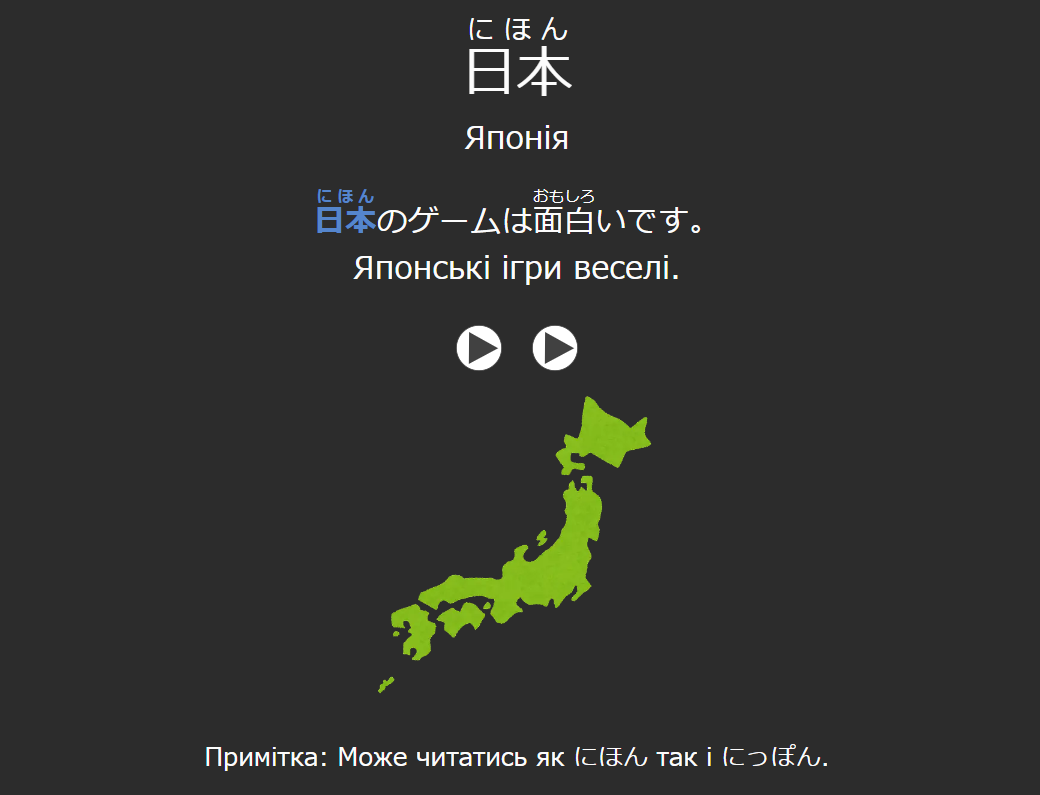 にほん
日本
Японія
にほん おもしろ
日本のゲームは面白いです。
Японські ігри веселі.
Примітка: Може читатись як にほん так і にっぽん.